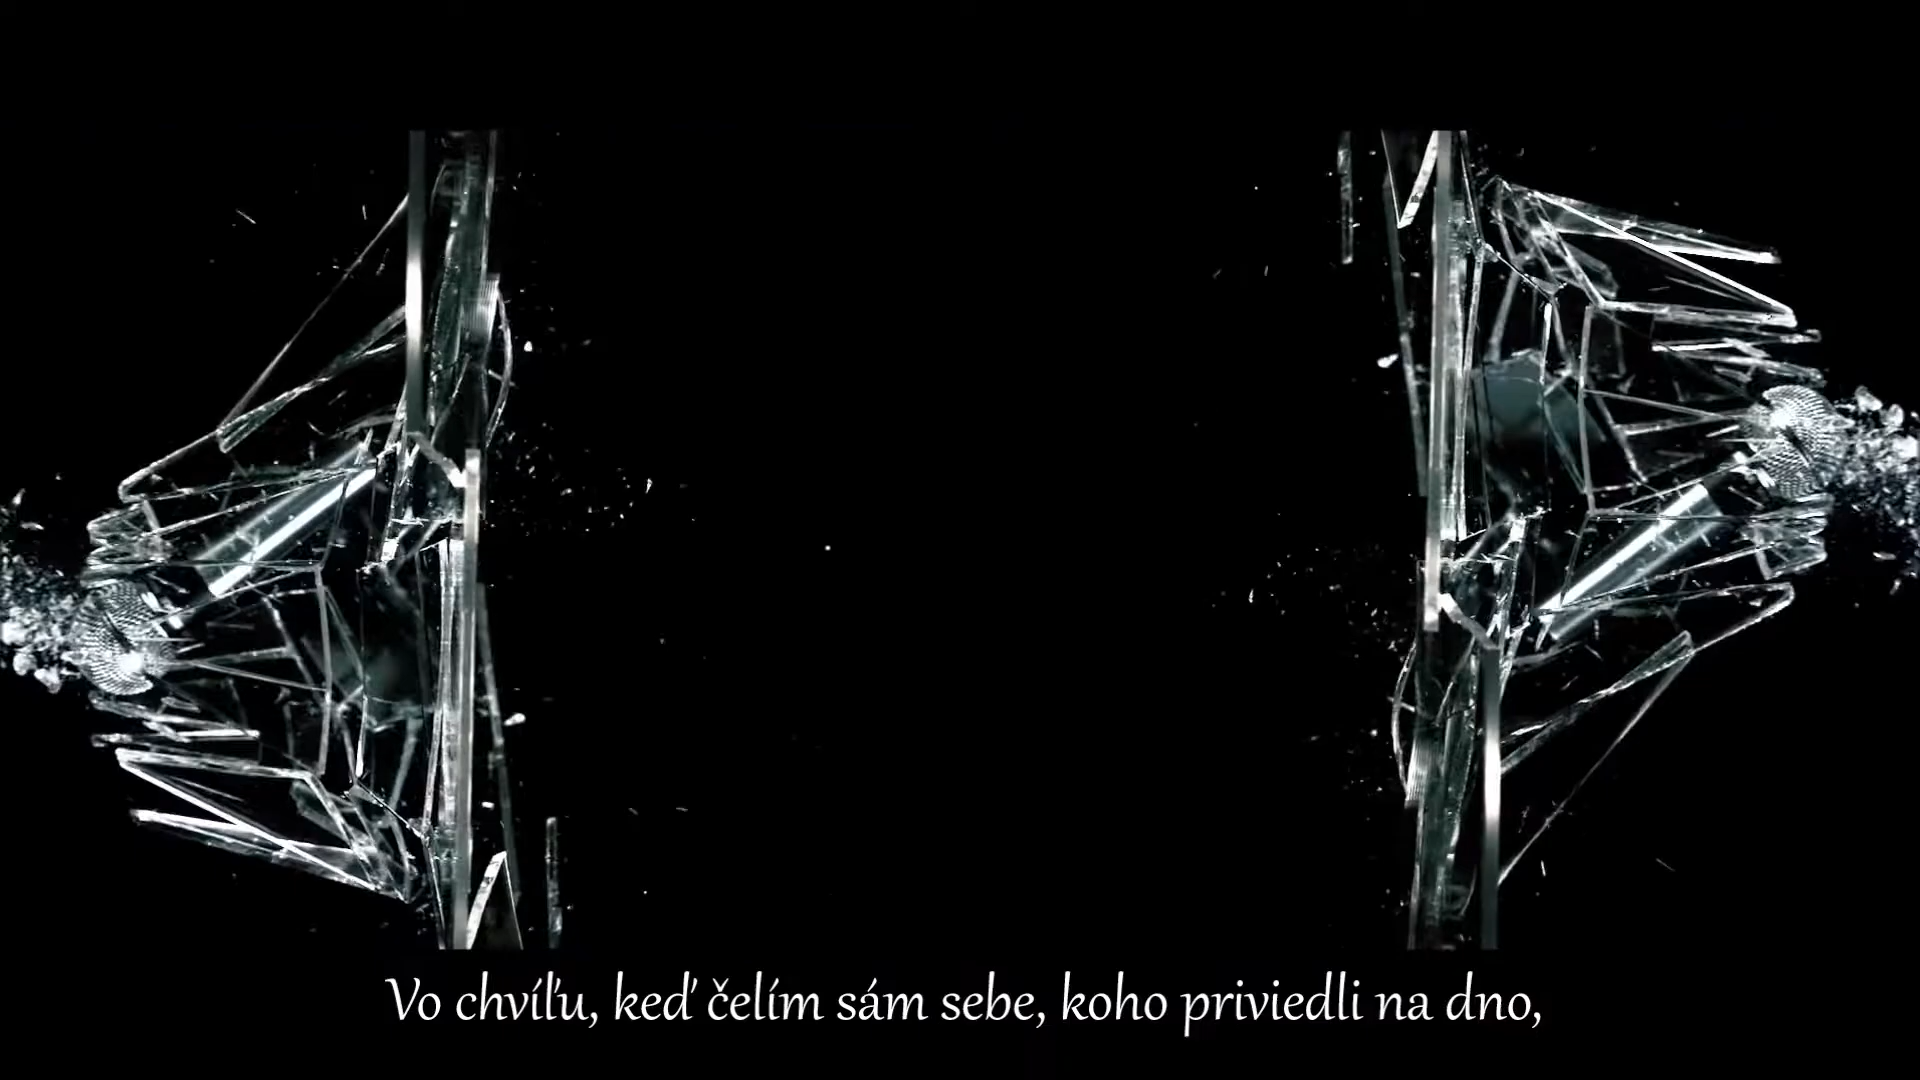 Vo chvíľu, keď čelím sám sebe, koho priviedli na dno,